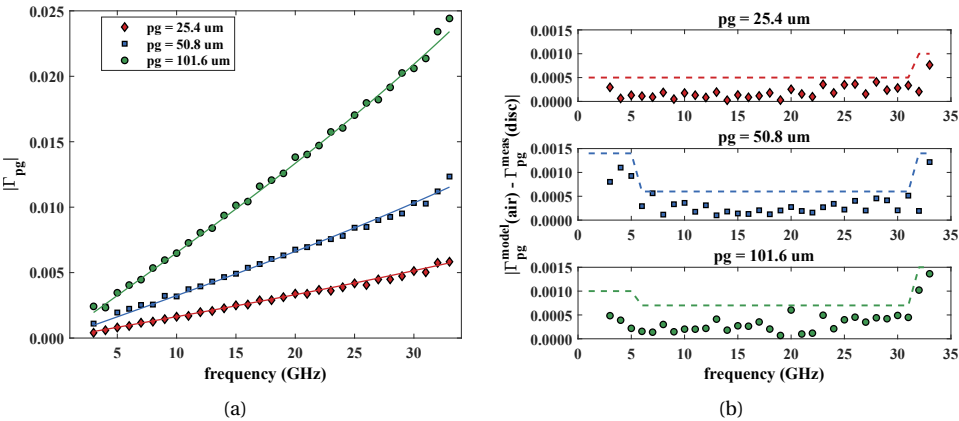 |Γpg|
0.025
0.020
0.015
0.010
0.005
0.000
pg = 25.4 um
pg = 50.8 um
pg = 101.6 um
5 10 15 20 25 30
frequency (GHz)
(a)
|Γpg^model(air) - Γpg^meas(disc)|
pg = 25.4 um
0.0015
0.0010
0.0005
0.0000
0 5 10 15 20 25 30 35
pg = 50.8 um
0.0015
0.0010
0.0005
0.0000
0 5 10 15 20 25 30 35
pg = 101.6 um
0.0015
0.0010
0.0005
0.0000
0 5 10 15 20 25 30 35
frequency (GHz)
(b)